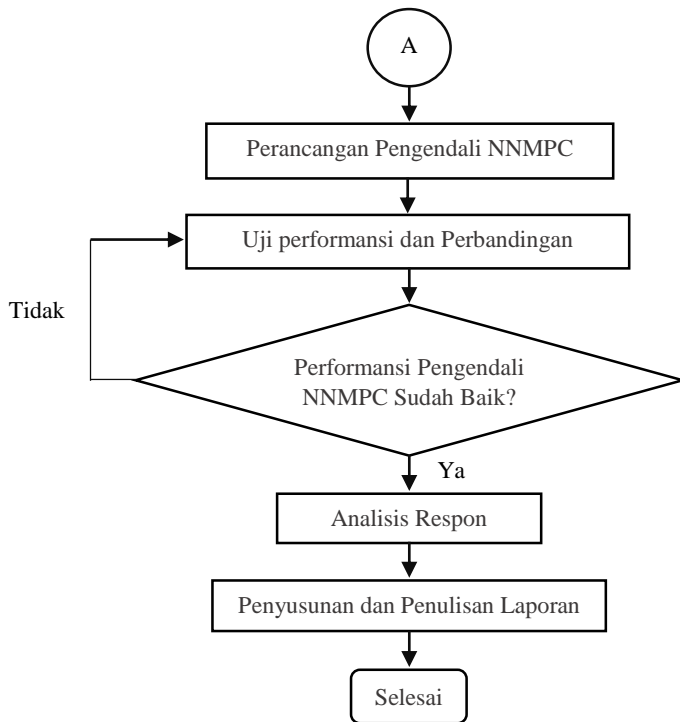 A
Perancangan Pengendali NNMPC
Uji performansi dan Perbandingan
Tidak
Performansi Pengendali
NNMPC Sudah Baik?
Ya
Analisis Respon
Penyusunan dan Penulisan Laporan
Selesai